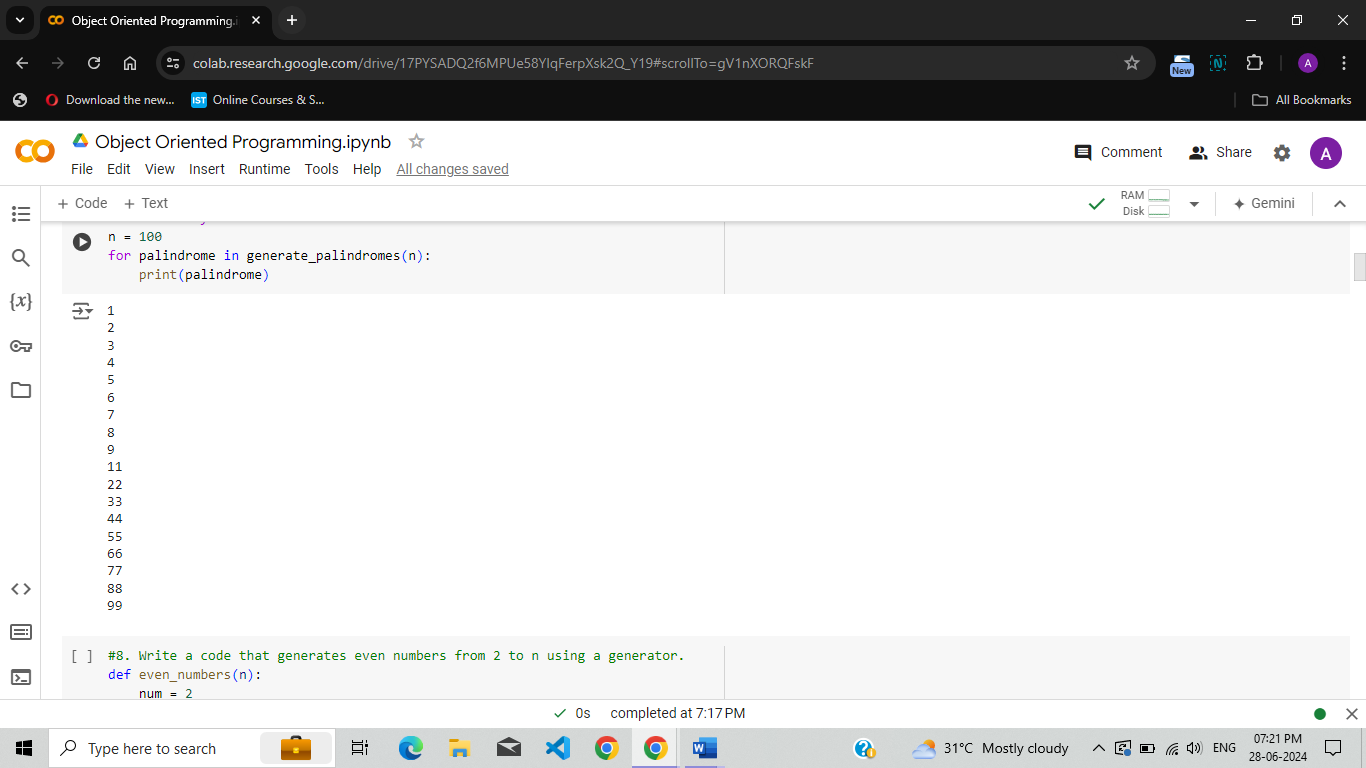 Object Oriented Programming.i
colab.research.google.com/drive/17PYSADQ2f6MPUe58YIqFerpXsk2Q_Y19#scrollTo=gV1nXORQFskF
New
N
A
Download the new...
IST
Online Courses & S...
All Bookmarks
Object Oriented Programming.ipynb
Comment
Share
A
File Edit View Insert Runtime Tools Help All changes saved
+ Code + Text
RAM
Disk
Gemini
{x}
n = 100
for palindrome in generate_palindromes(n):
print(palindrome)
1
2
3
4
5
6
7
8
9
11
22
33
44
55
66
77
88
99
[ ] #8. Write a code that generates even numbers from 2 to n using a generator.
def even_numbers(n):
num = 2
0s completed at 7:17 PM
Type here to search
31°C Mostly cloudy
ENG
07:21 PM
28-06-2024